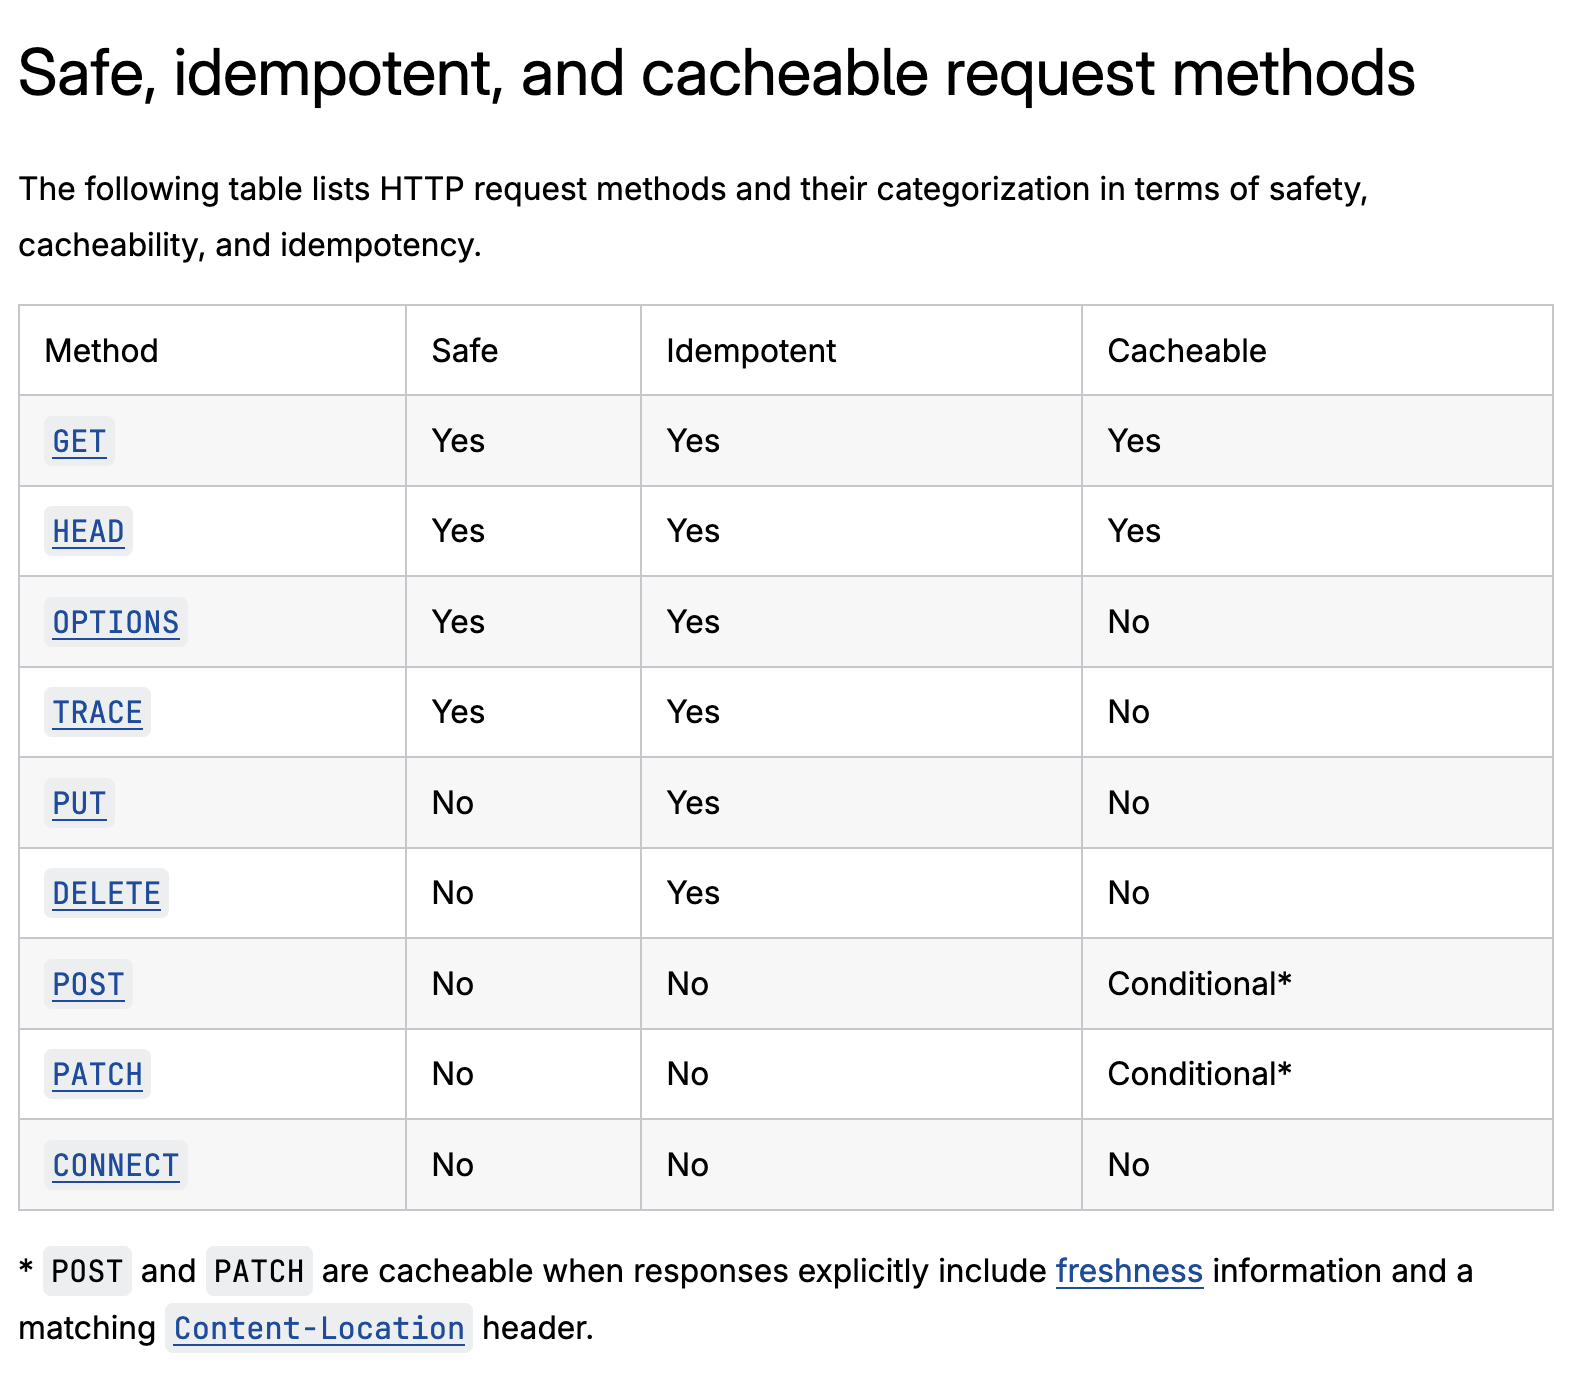 Safe, idempotent, and cacheable request methods
The following table lists HTTP request methods and their categorization in terms of safety,
cacheability, and idempotency.
Method Safe Idempotent Cacheable
GET Yes Yes Yes
HEAD Yes Yes Yes
OPTIONS Yes Yes No
TRACE Yes Yes No
PUT No Yes No
DELETE No Yes No
POST No No Conditional*
PATCH No No Conditional*
CONNECT No No No
* POST and PATCH are cacheable when responses explicitly include freshness information and a
matching Content-Location header.